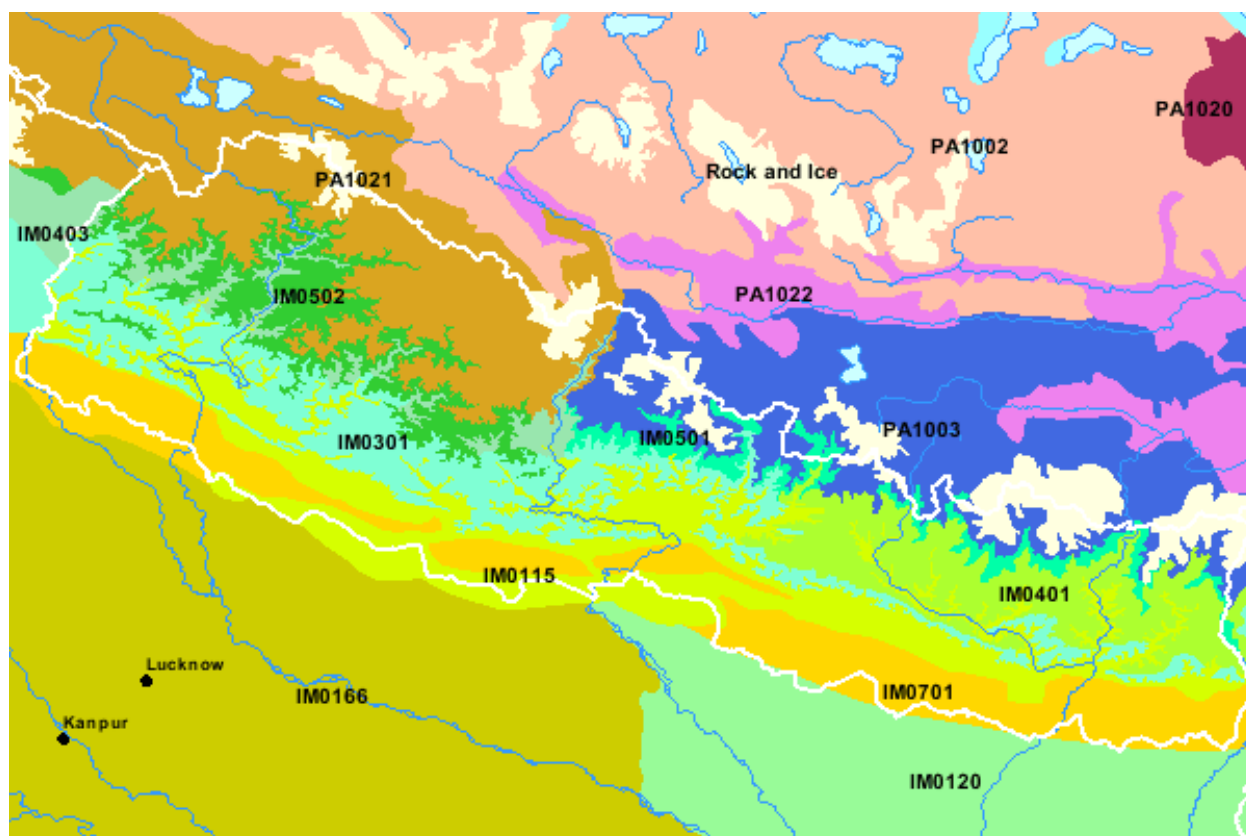 PA1020
PA1002
Rock and Ice
PA1021
IM0403
IM0502
PA1022
PA1003
IM0501
IM0301
IM0115
IM0401
Lucknow
IM0166
IM0701
Kanpur
IM0120